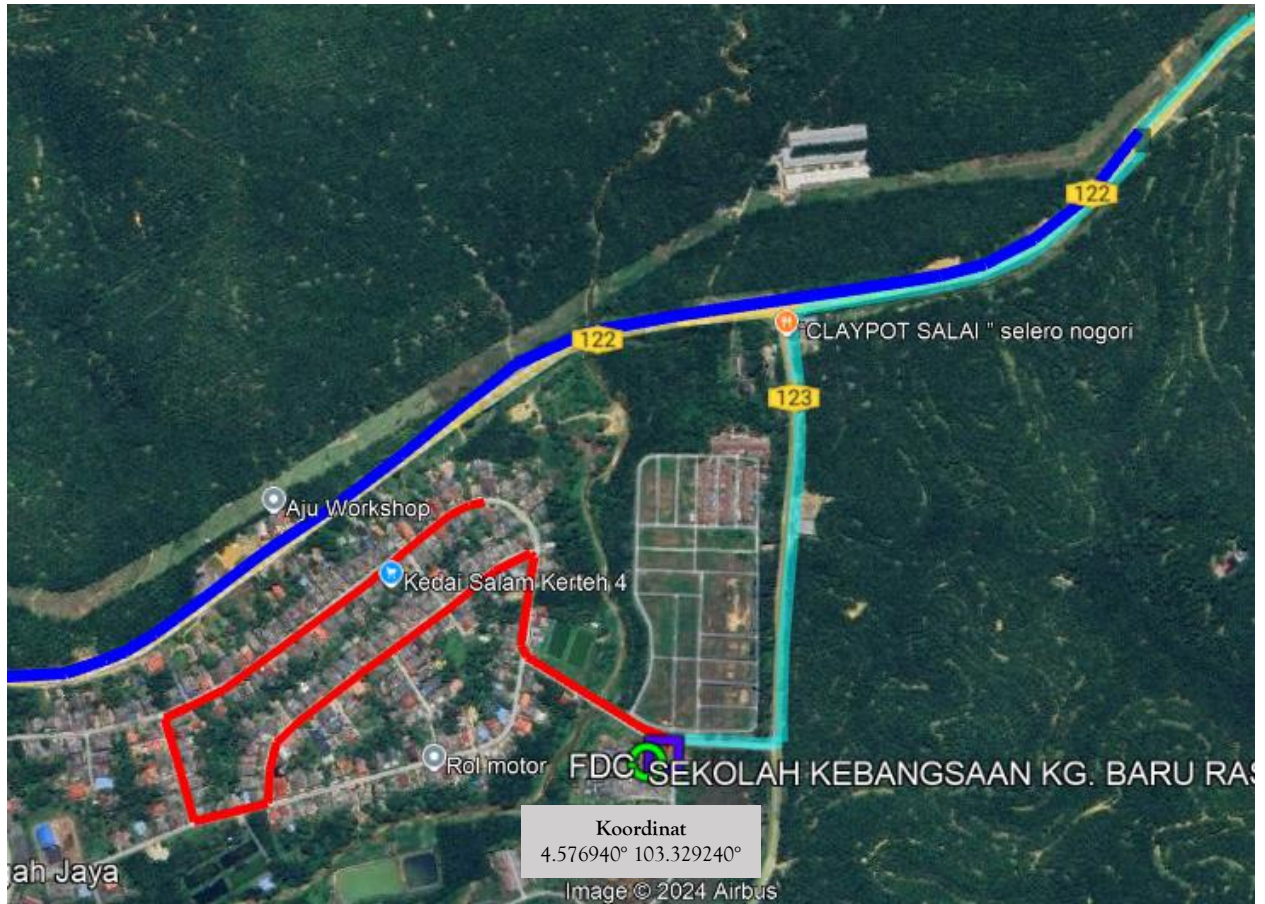 122
"CLAYPOT SALAI " selero nogori
122
123
Aju Workshop
Kedai Salam Kerteh 4
Rol motor
FDC
SEKOLAH KEBANGSAAN KG. BARU RAS
Koordinat
4.576940° 103.329240°
gah Jaya
Image © 2024 Airbus